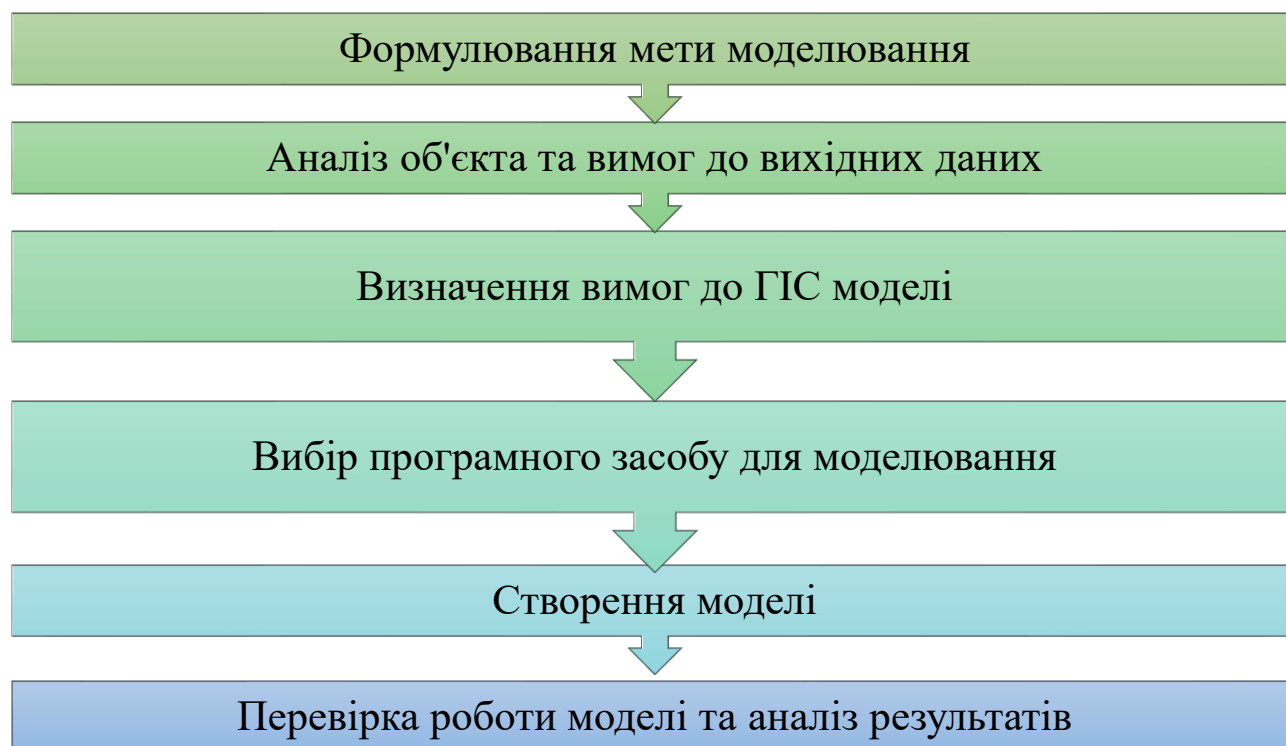 Формулювання мети моделювання
Аналіз об'єкта та вимог до вихідних даних
Визначення вимог до ГІС моделі
Вибір програмного засобу для моделювання
Створення моделі
Перевірка роботи моделі та аналіз результатів